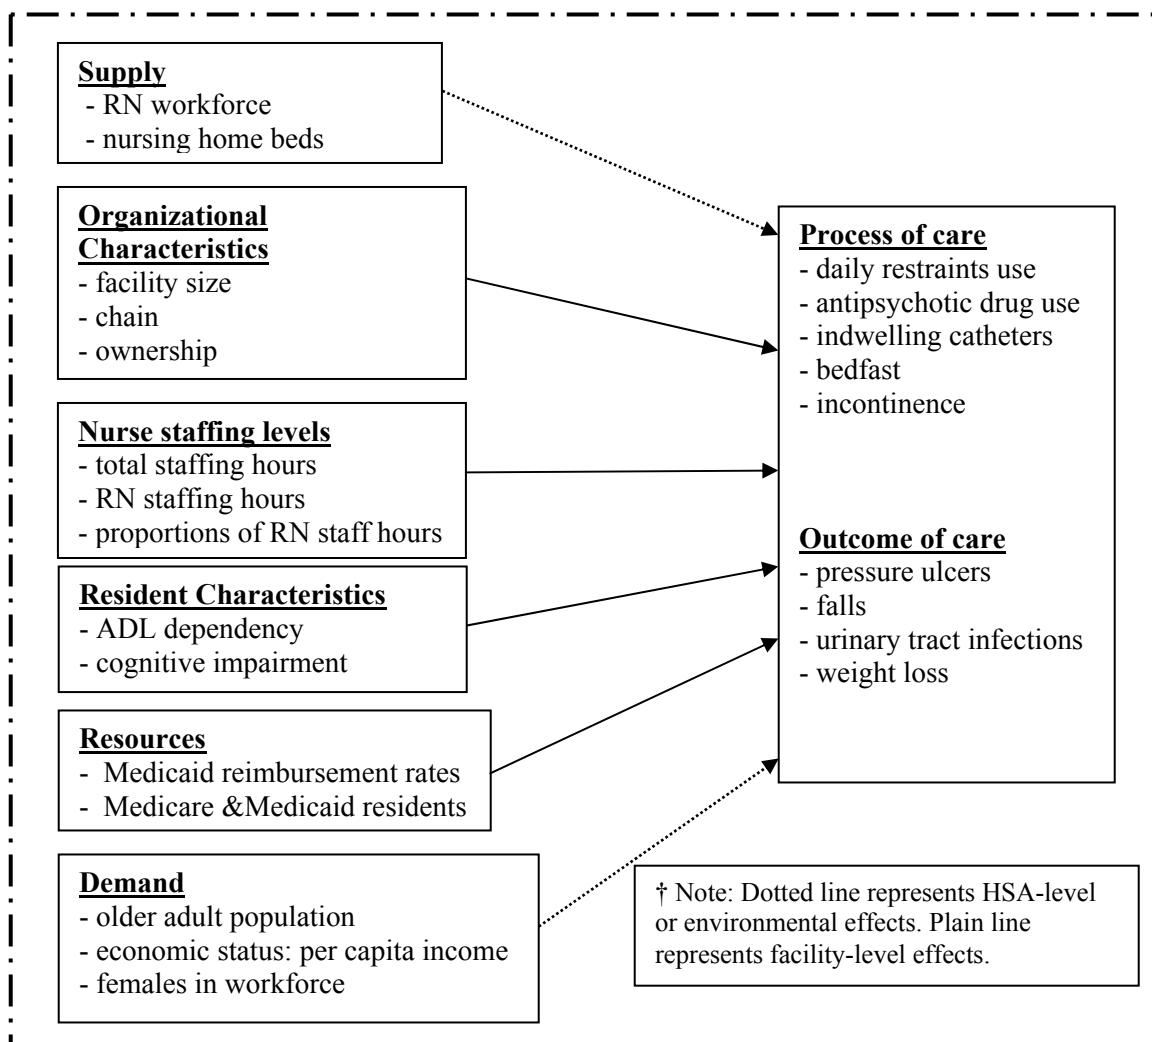 Supply
- RN workforce
- nursing home beds
Organizational
Characteristics
- facility size
- chain
- ownership
Nurse staffing levels
- total staffing hours
- RN staffing hours
- proportions of RN staff hours
Resident Characteristics
- ADL dependency
- cognitive impairment
Resources
- Medicaid reimbursement rates
- Medicare &Medicaid residents
Demand
- older adult population
- economic status: per capita income
- females in workforce
Process of care
- daily restraints use
- antipsychotic drug use
- indwelling catheters
- bedfast
- incontinence
Outcome of care
- pressure ulcers
- falls
- urinary tract infections
- weight loss
† Note: Dotted line represents HSA-level
or environmental effects. Plain line
represents facility-level effects.